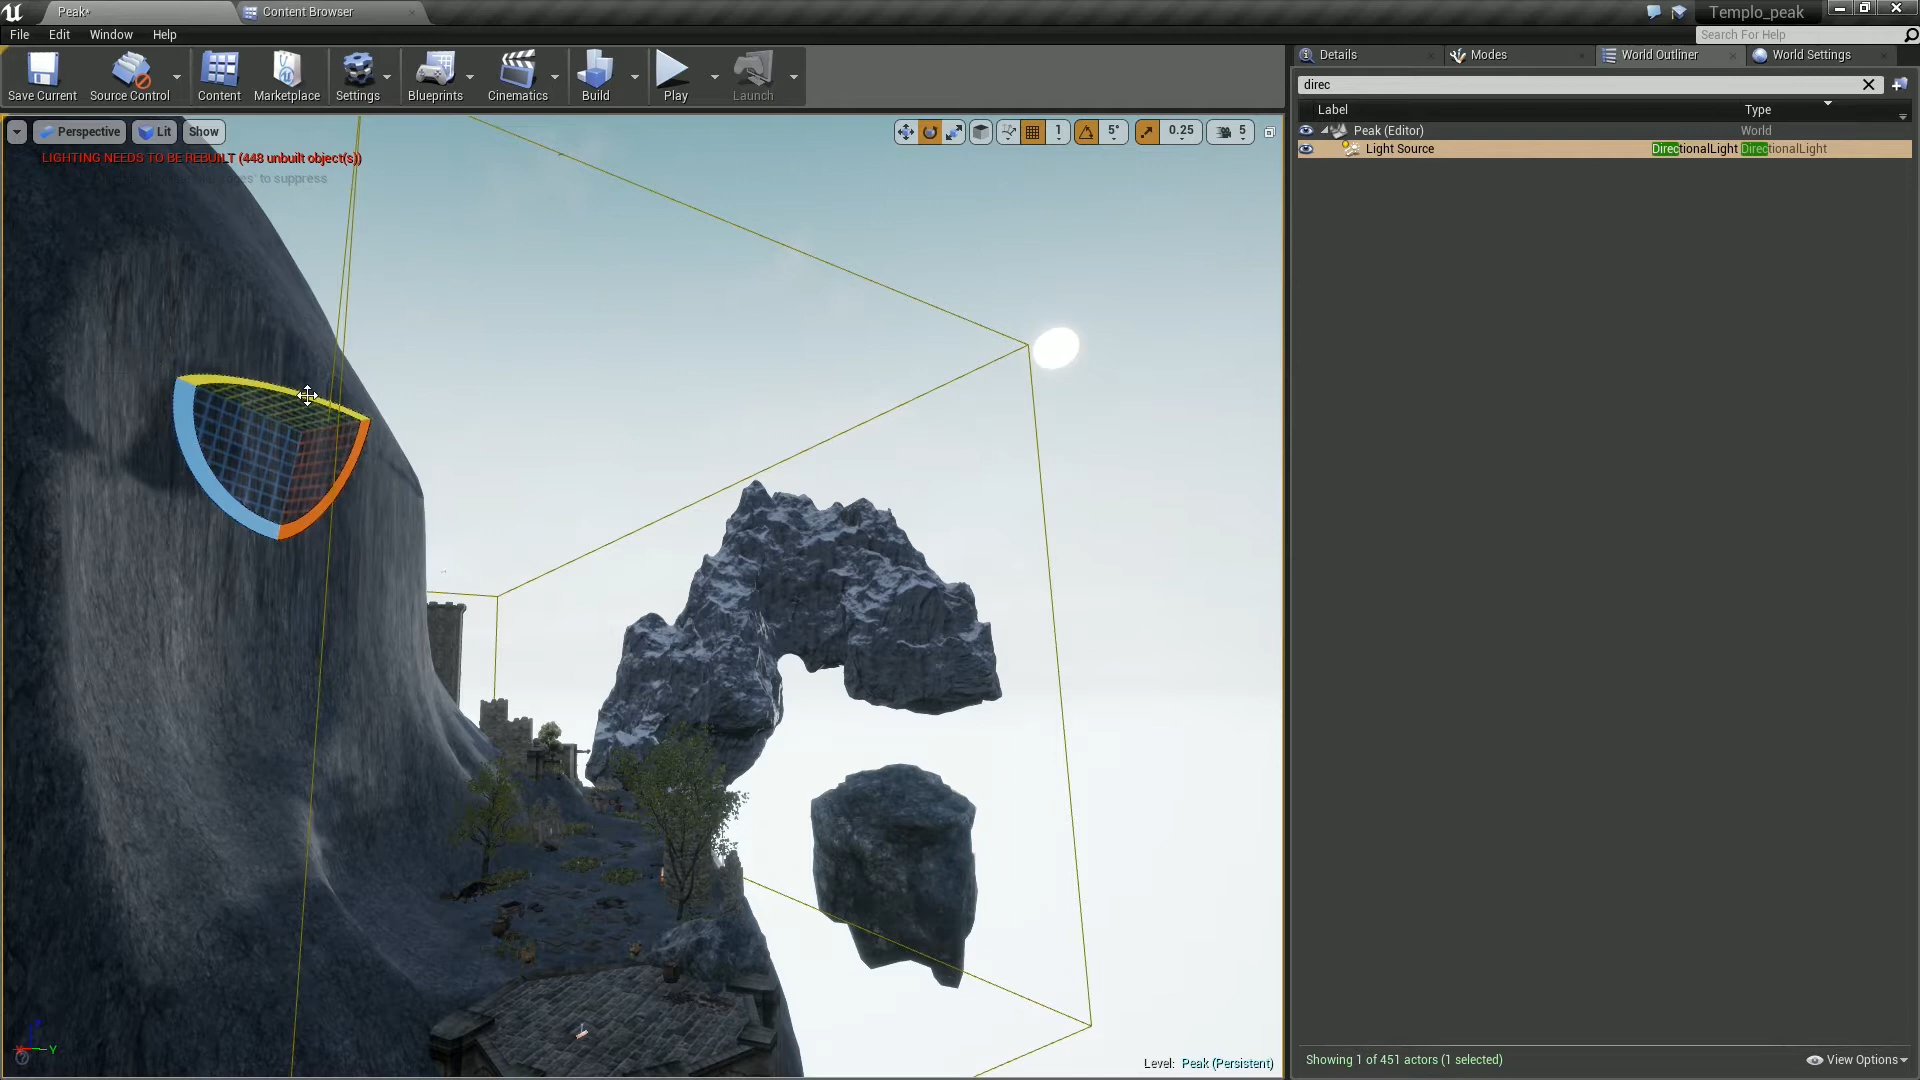 Peak*
Content Browser
Templo_peak
File Edit Window Help
Search For Help
Save Current
Source Control
Content
Marketplace
Settings
Blueprints
Cinematics
Build
Play
Launch
Details
Modes
World Outliner
World Settings
direc
Label Type
Peak (Editor) World
Light Source DirectionalLight DirectionalLight
Perspective Lit Show
1 5° 0.25 5
LIGHTING NEEDS TO BE REBUILT (448 unbuilt object(s))
to suppress
X Y
Level: Peak (Persistent)
Showing 1 of 451 actors (1 selected)
View Options